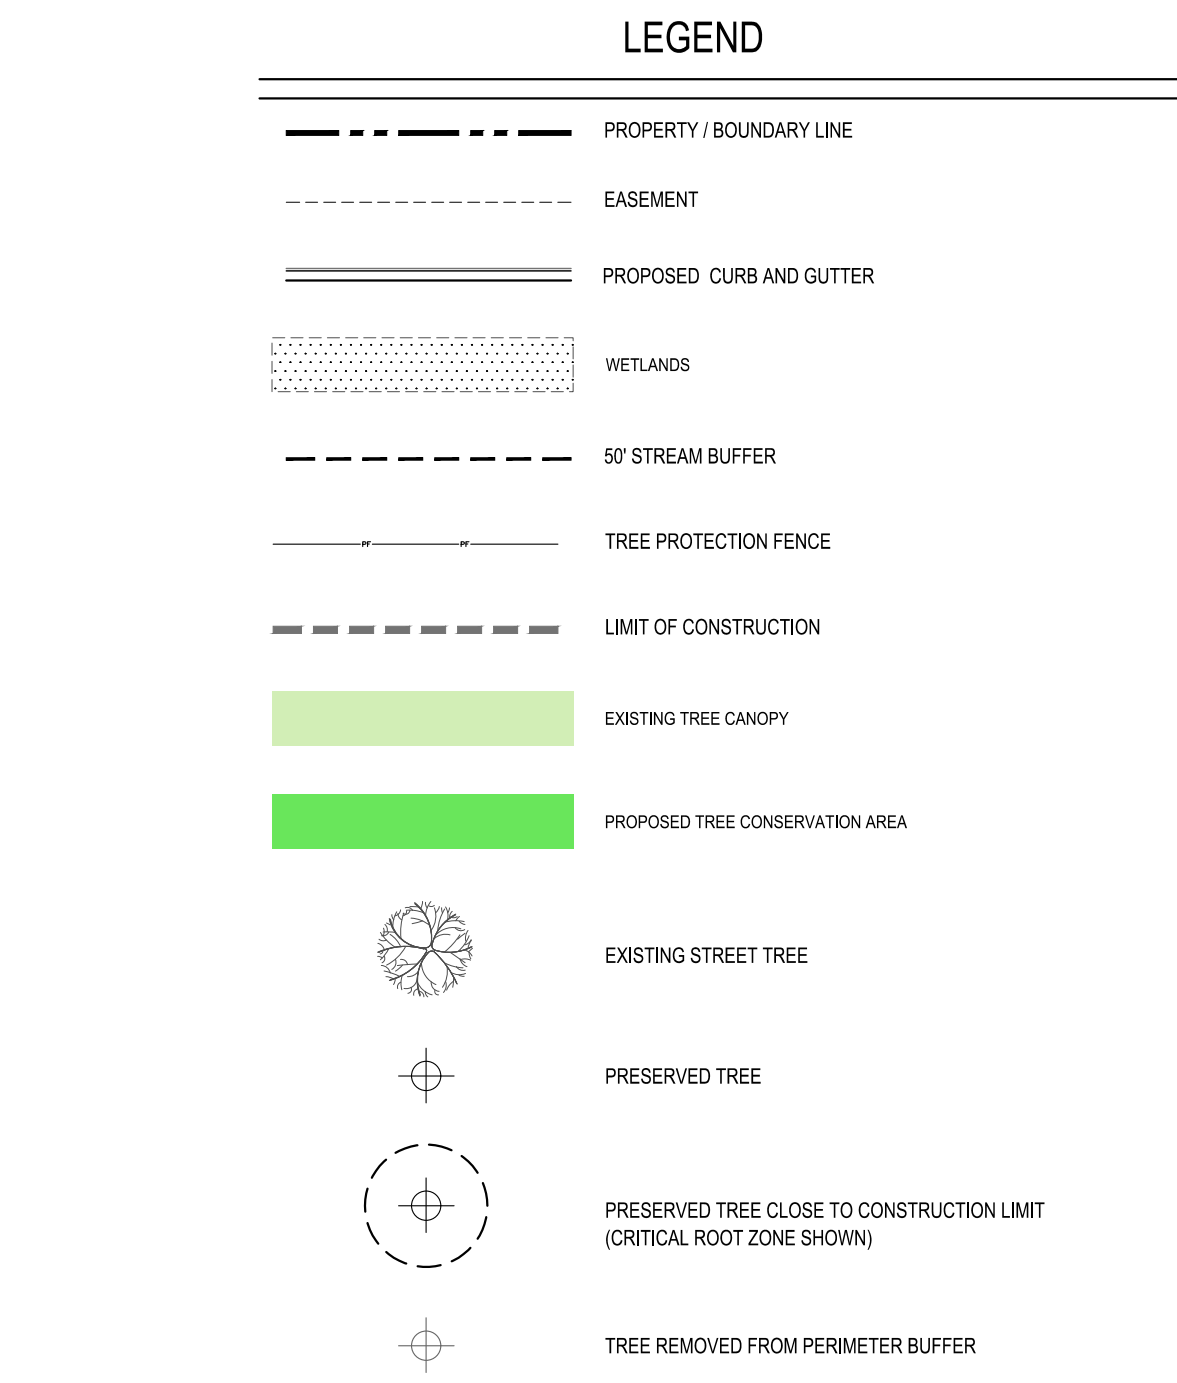 LEGEND
PROPERTY / BOUNDARY LINE
EASEMENT
PROPOSED CURB AND GUTTER
WETLANDS
50' STREAM BUFFER
PF PF
TREE PROTECTION FENCE
LIMIT OF CONSTRUCTION
EXISTING TREE CANOPY
PROPOSED TREE CONSERVATION AREA
EXISTING STREET TREE
PRESERVED TREE
PRESERVED TREE CLOSE TO CONSTRUCTION LIMIT
(CRITICAL ROOT ZONE SHOWN)
TREE REMOVED FROM PERIMETER BUFFER